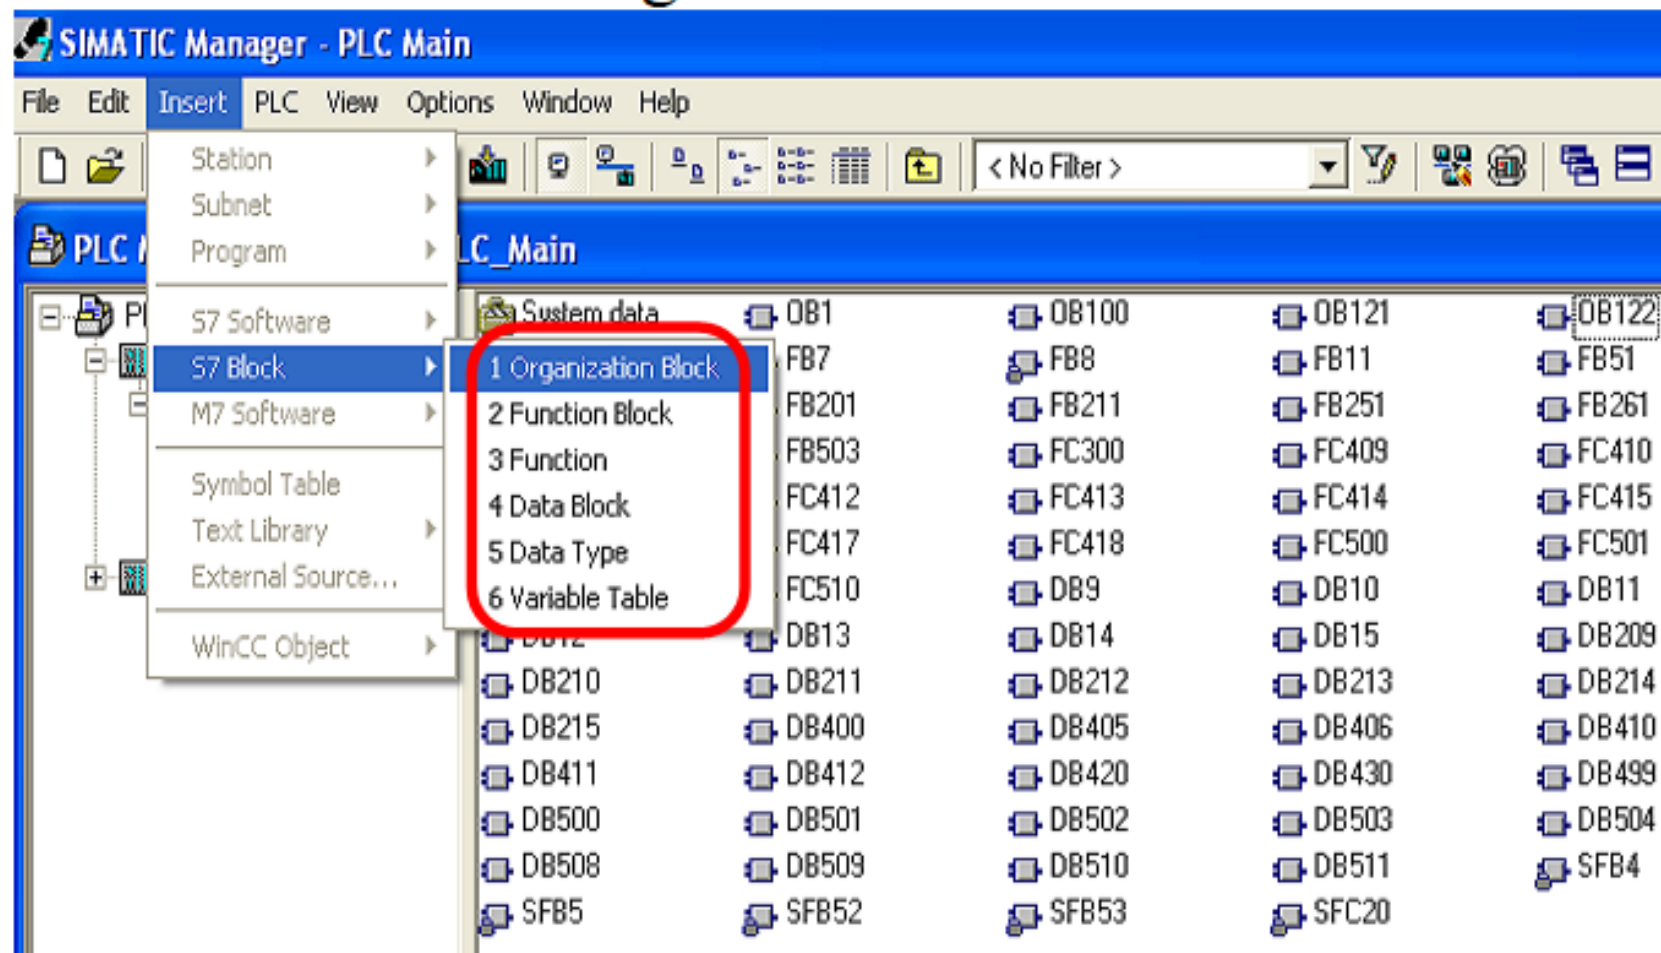 SIMATIC Manager - PLC Main
File Edit Insert PLC View Options Window Help
< No Filter >
Station
Subnet
Program
S7 Software
S7 Block
M7 Software
Symbol Table
Text Library
External Source...
WinCC Object
1 Organization Block
2 Function Block
3 Function
4 Data Block
5 Data Type
6 Variable Table
PLC LC_Main
System data OB1 OB100 OB121 OB122
FB7 FB8 FB11 FB51
FB201 FB211 FB251 FB261
FB503 FC300 FC409 FC410
FC412 FC413 FC414 FC415
FC417 FC418 FC500 FC501
FC510 DB9 DB10 DB11
DB12 DB13 DB14 DB15 DB209
DB210 DB211 DB212 DB213 DB214
DB215 DB400 DB405 DB406 DB410
DB411 DB412 DB420 DB430 DB499
DB500 DB501 DB502 DB503 DB504
DB508 DB509 DB510 DB511 SFB4
SFB5 SFB52 SFB53 SFC20